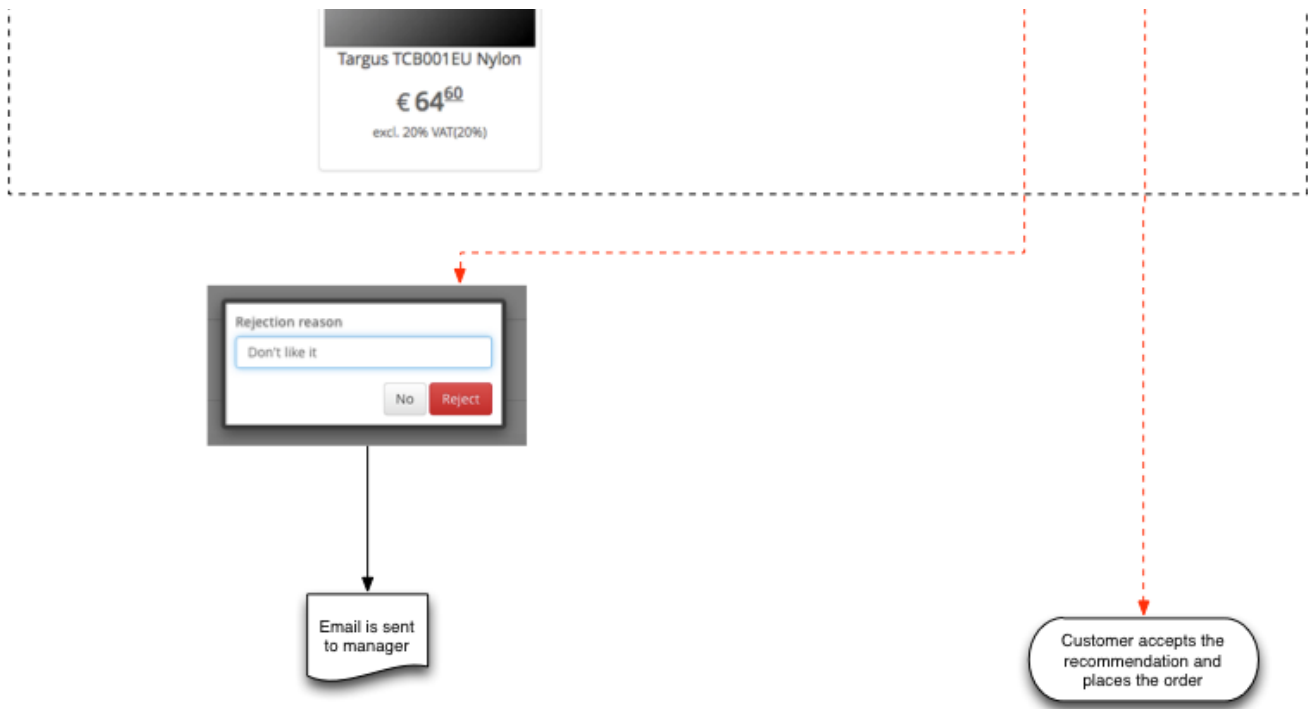 Targus TCB001EU Nylon
€ 64⁶⁰
excl. 20% VAT(20%)
Rejection reason
Don't like it
No
Reject
Email is sent
to manager
Customer accepts the
recommendation and
places the order